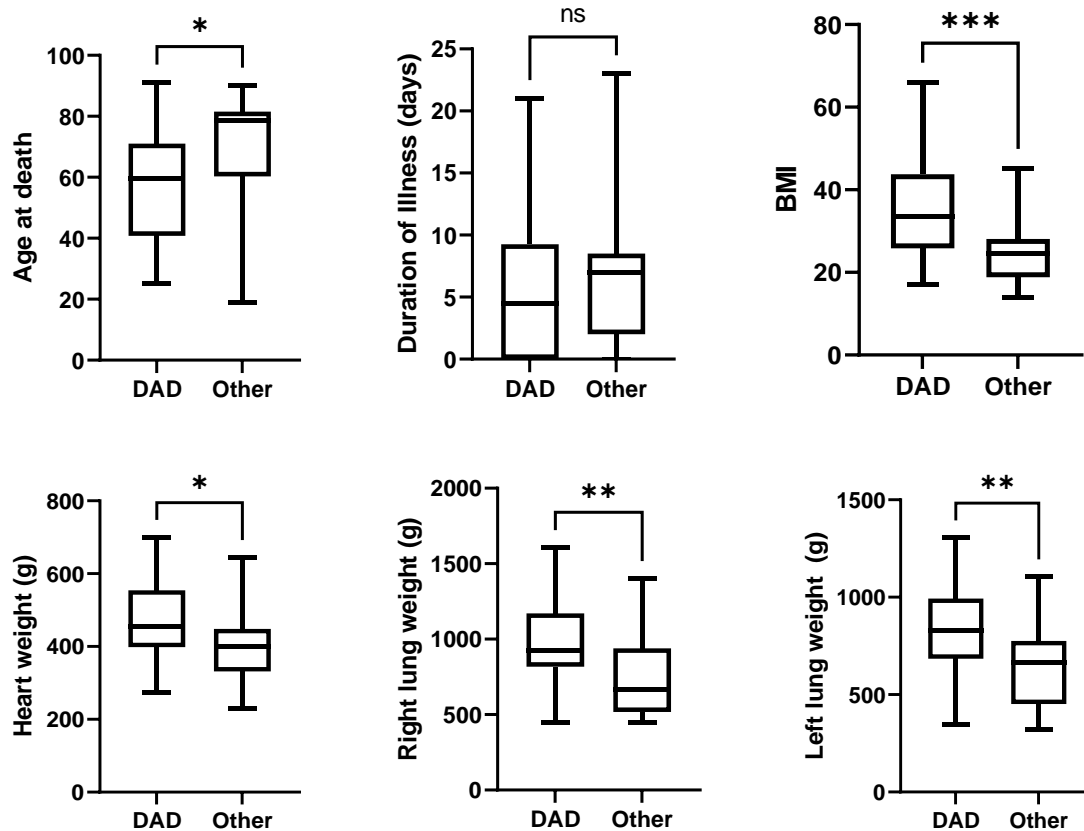 *
Age at death
100
80
60
40
20
0
DAD Other
ns
Duration of Illness (days)
25
20
15
10
5
0
DAD Other
***
BMI
80
60
40
20
0
DAD Other
*
Heart weight (g)
800
600
400
200
0
DAD Other
**
Right lung weight (g)
2000
1500
1000
500
0
DAD Other
**
Left lung weight (g)
1500
1000
500
0
DAD Other